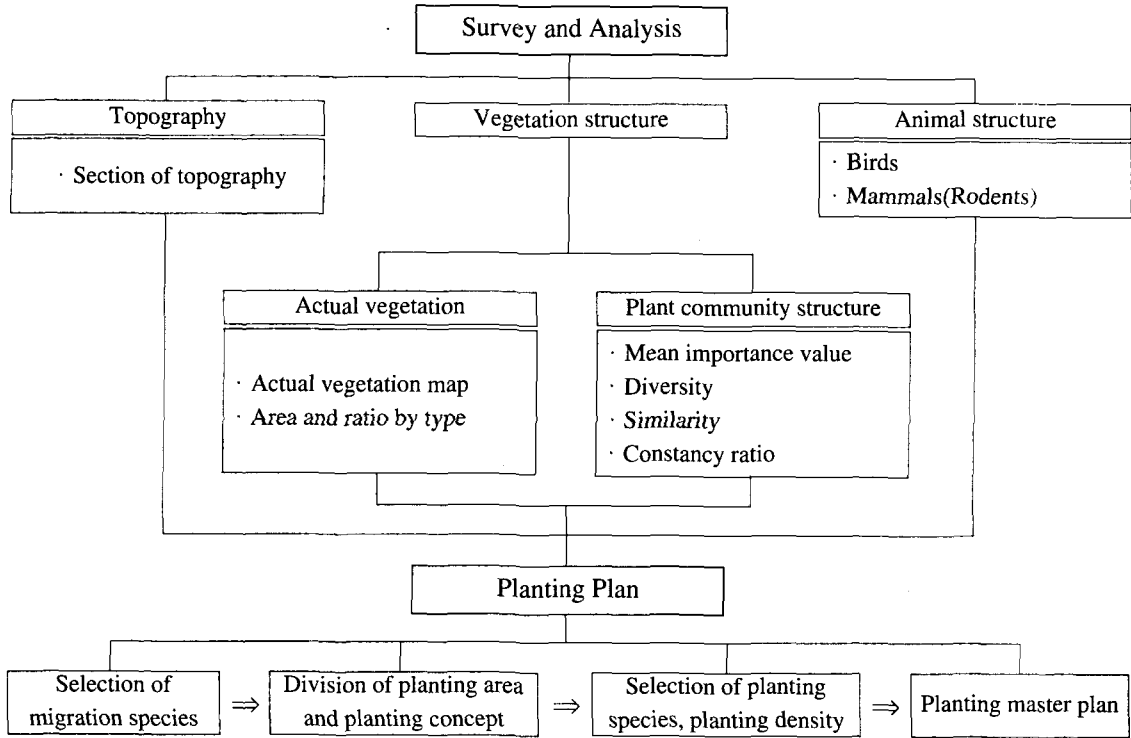 Survey and Analysis
Topography
· Section of topography
Vegetation structure
Animal structure
· Birds
· Mammals(Rodents)
Actual vegetation
· Actual vegetation map
· Area and ratio by type
Plant community structure
· Mean importance value
· Diversity
· Similarity
· Constancy ratio
Planting Plan
Selection of
migration species
⇒
Division of planting area
and planting concept
⇒
Selection of planting
species, planting density
⇒
Planting master plan